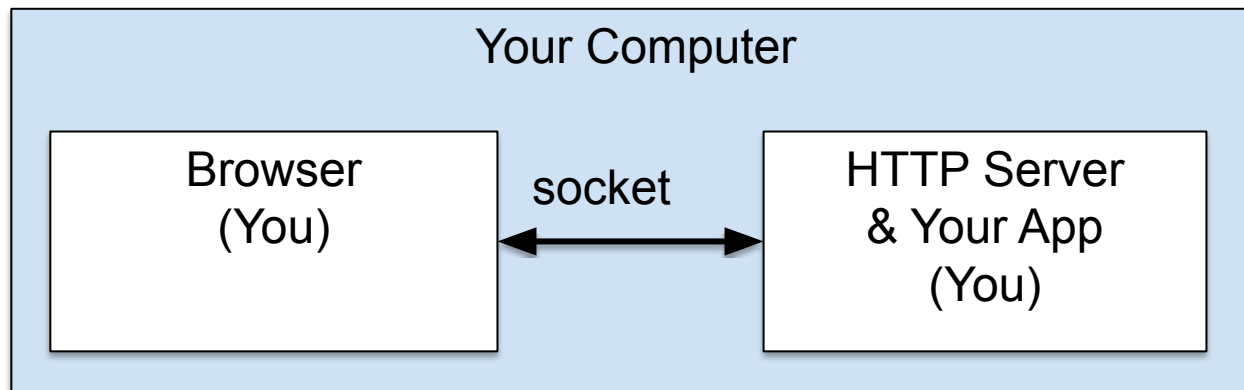 Your Computer
Browser
(You)
socket
HTTP Server
& Your App
(You)